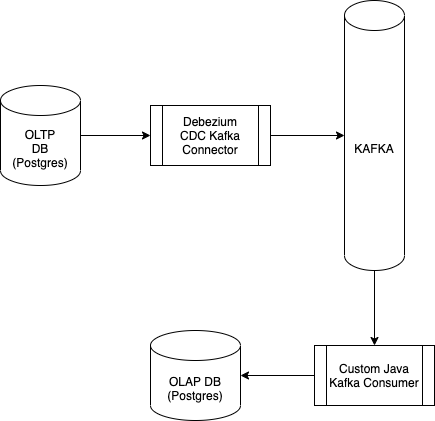 OLTP
DB
(Postgres)
Debezium
CDC Kafka
Connector
KAFKA
OLAP DB
(Postgres)
Custom Java
Kafka Consumer